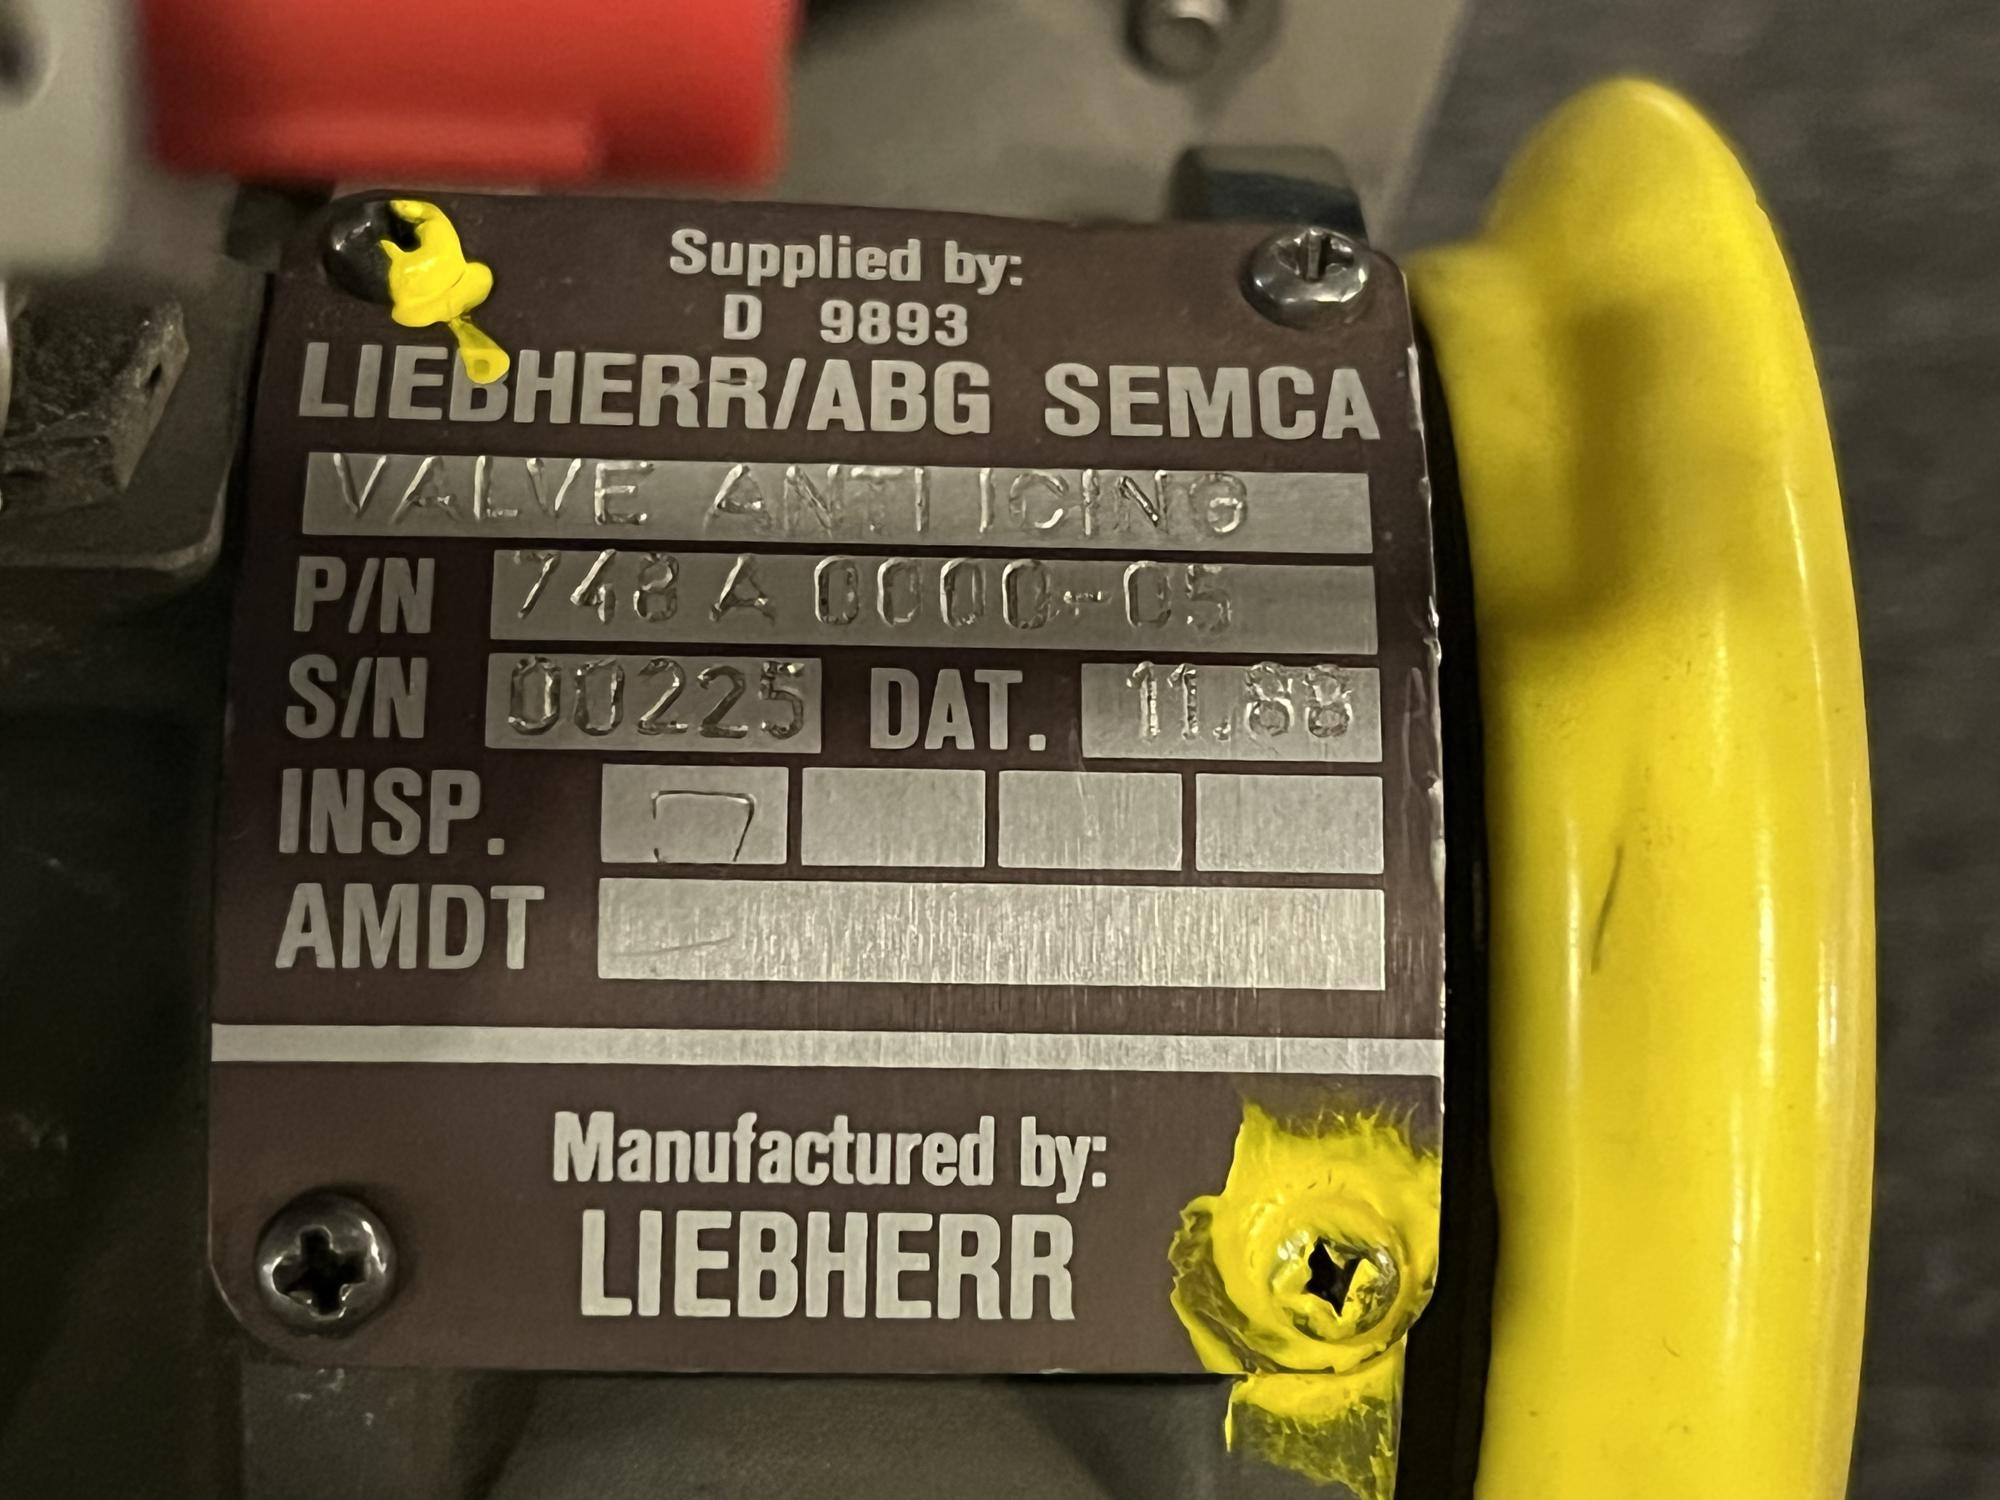 Supplied by:
D 9893
LIEBHERR/ABG SEMCA
VALVE ANTI ICING
P/N 748 A 0000-05
S/N 00225 DAT. 11.88
INSP. 7
AMDT
Manufactured by:
LIEBHERR